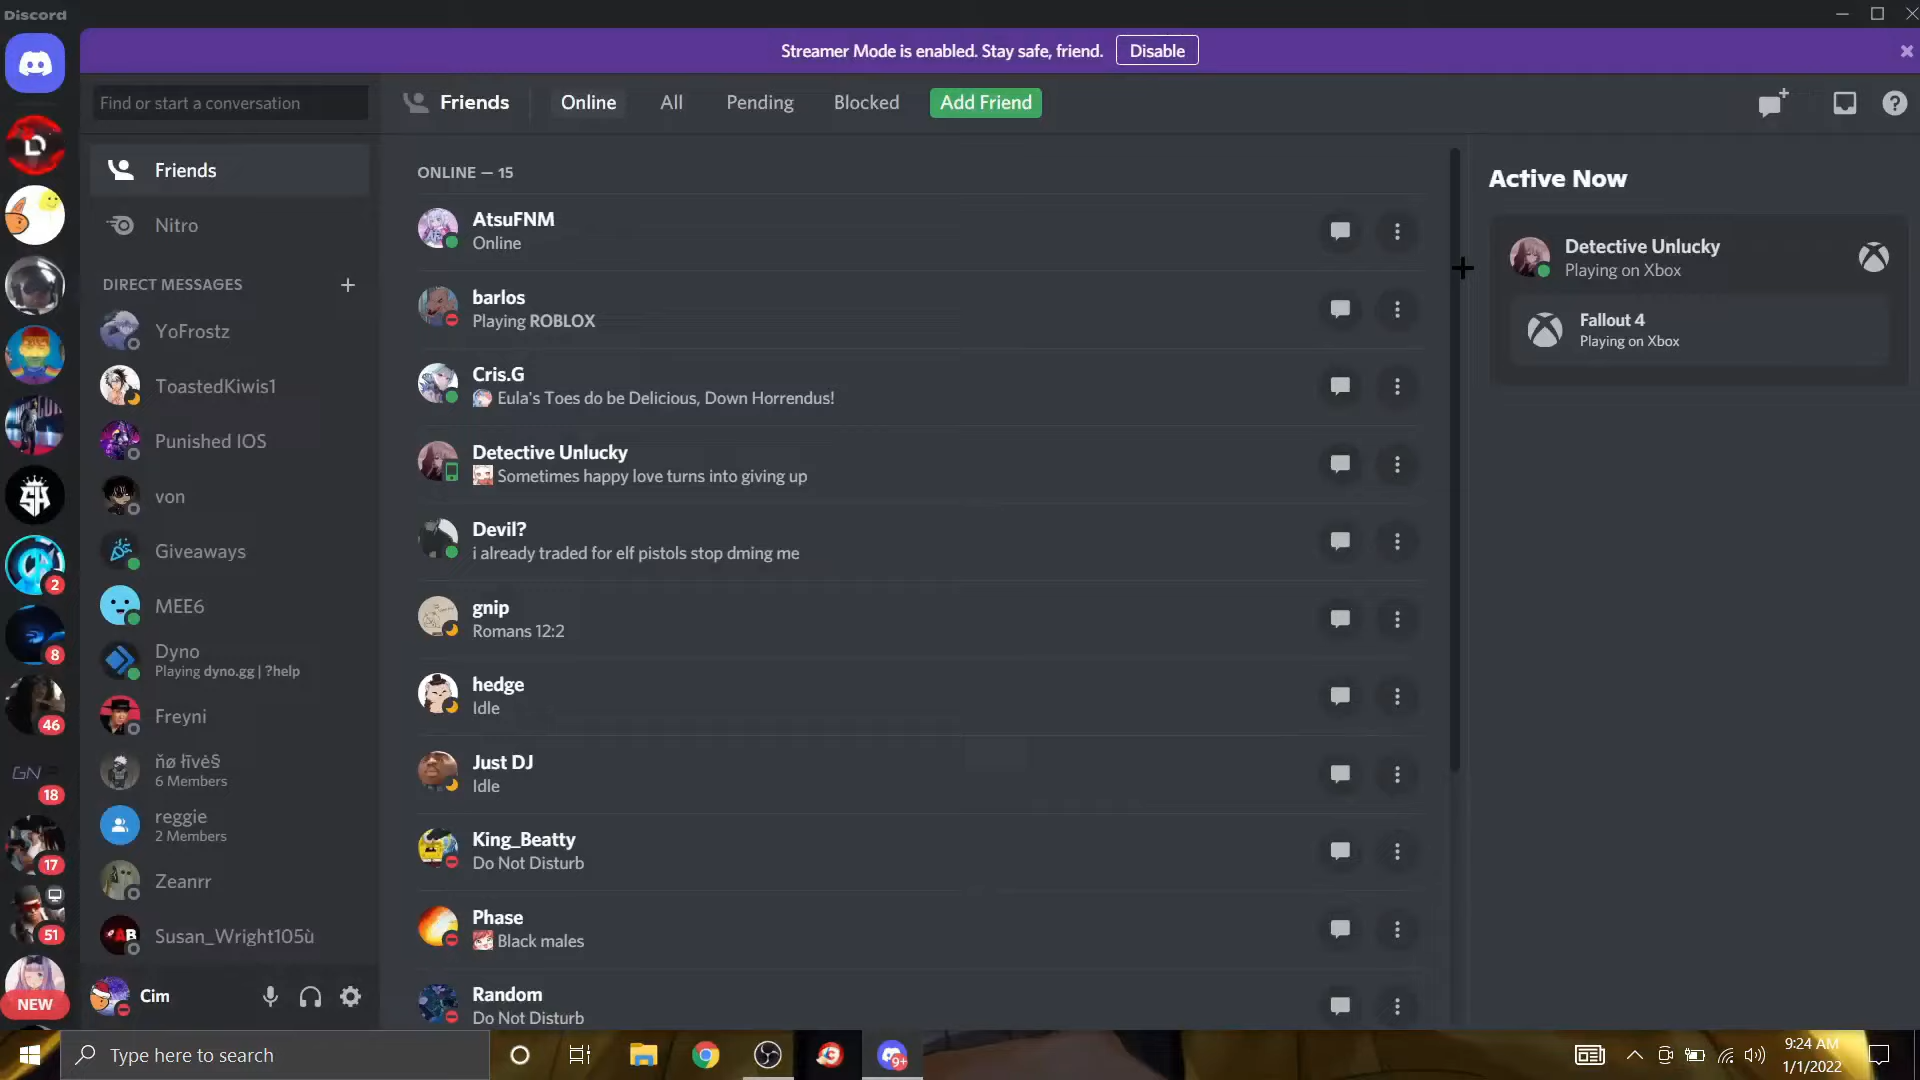 Discord
Streamer Mode is enabled. Stay safe, friend.
Disable
Find or start a conversation
Friends
Online
All
Pending
Blocked
Add Friend
Friends
Nitro
DIRECT MESSAGES
YoFrostz
ToastedKiwis1
Punished IOS
von
Giveaways
MEE6
Dyno
Playing dyno.gg | ?help
Freyni
ňø łīvėŠ
6 Members
reggie
2 Members
Zeanrr
Susan_Wright105ù
Cim
2
8
46
GN
18
17
51
NEW
ONLINE — 15
AtsuFNM
Online
barlos
Playing ROBLOX
Cris.G
Eula's Toes do be Delicious, Down Horrendus!
Detective Unlucky
Sometimes happy love turns into giving up
Devil?
i already traded for elf pistols stop dming me
gnip
Romans 12:2
hedge
Idle
Just DJ
Idle
King_Beatty
Do Not Disturb
Phase
Black males
Random
Do Not Disturb
Active Now
Detective Unlucky
Playing on Xbox
Fallout 4
Playing on Xbox
Type here to search
9+
9:24 AM
1/1/2022